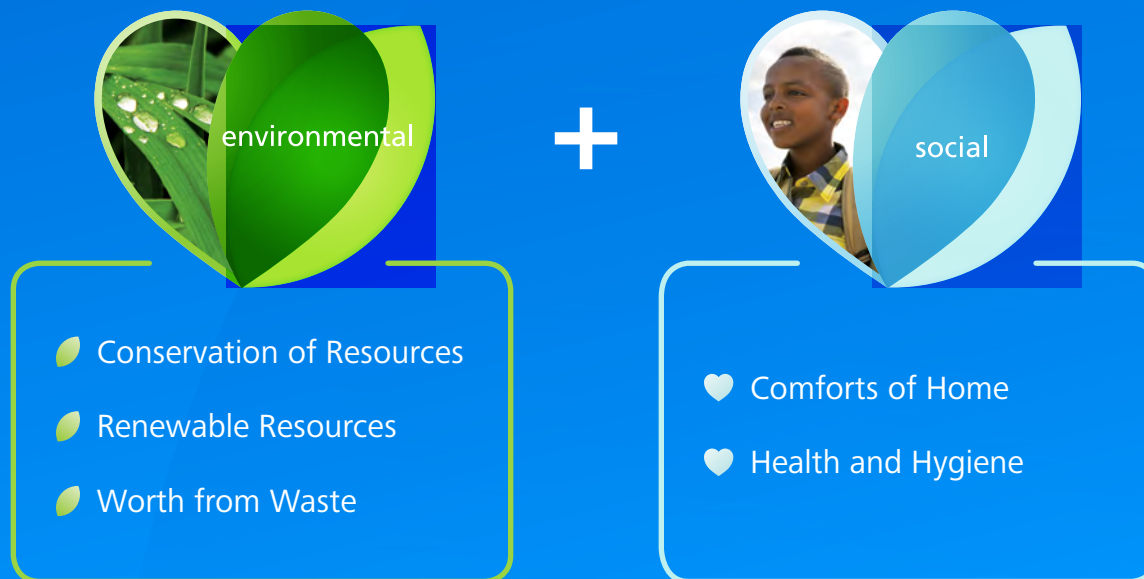 environmental
+
social
Conservation of Resources
Renewable Resources
Worth from Waste
Comforts of Home
Health and Hygiene